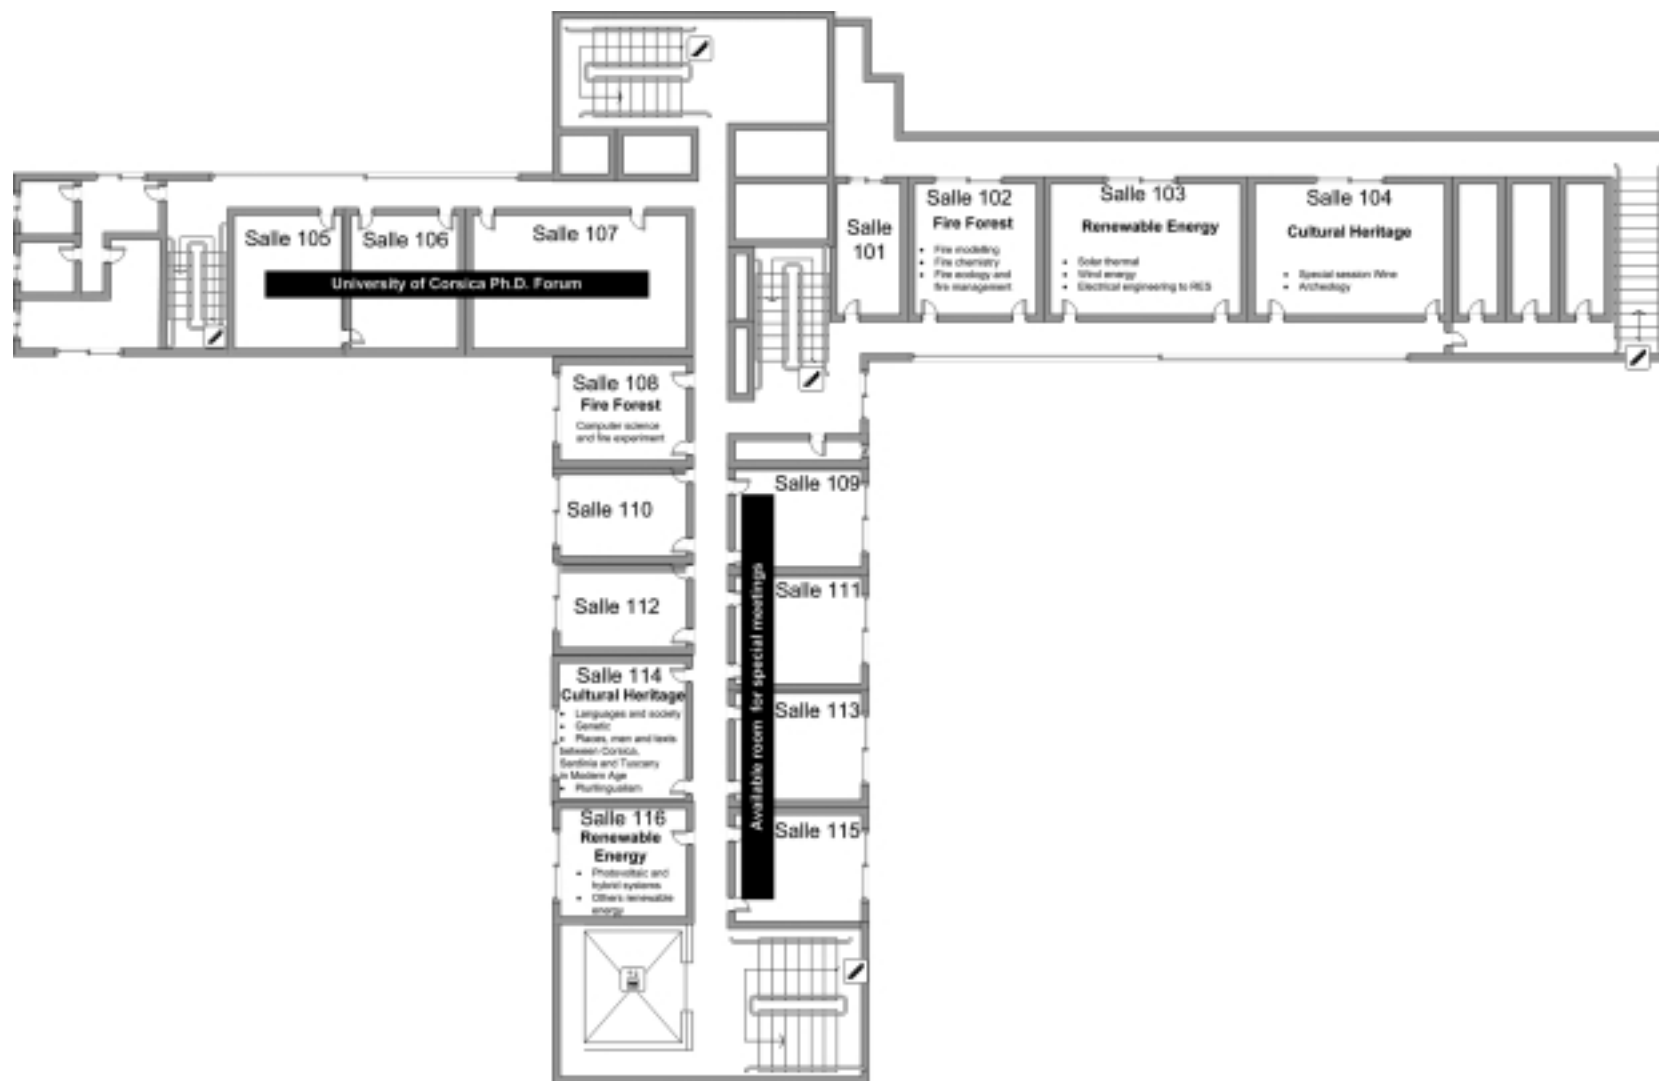 Salle 105
Salle 106
Salle 107
University of Corsica Ph.D. Forum
Salle
101
Salle 102
Fire Forest
• Fire modelling
• Fire chemistry
• Fire ecology and
fire management
Salle 103
Renewable Energy
• Solar thermal
• Wind energy
• Electrical engineering to RES
Salle 104
Cultural Heritage
• Special session Wine
• Archeology
Salle 108
Fire Forest
Computer science
and fire experiment
Salle 109
Salle 110
Salle 111
Salle 112
Salle 113
Available room for special meetings
Salle 114
Cultural Heritage
• Languages and society
• Genetic
• Places, men and texts
between Corsica,
Sardinia and Tuscany
in Modern Age
• Plurilingualism
Salle 115
Salle 116
Renewable
Energy
• Photovoltaic and
hybrid systems
• Others renewable
energy